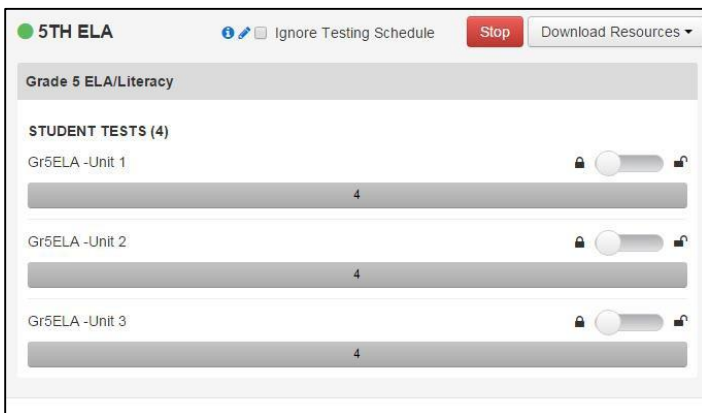 5TH ELA Ignore Testing Schedule Stop Download Resources
Grade 5 ELA/Literacy
STUDENT TESTS (4)
Gr5ELA -Unit 1
4
Gr5ELA -Unit 2
4
Gr5ELA -Unit 3
4